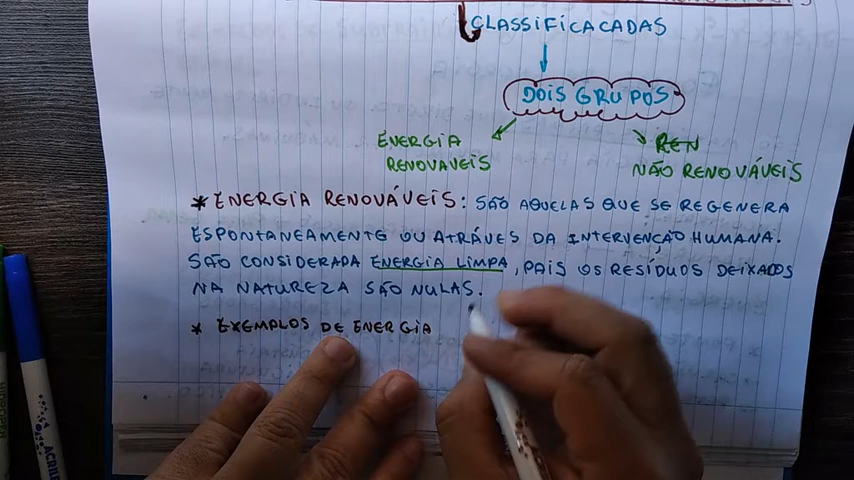 CLASSIFICACADAS
DOIS GRUPOS
ENERGIA
RENOVAVEIS
REN
NÃO RENOVÁVEIS
* ENERGIA RENOVÁVEIS: SÃO AQUELAS QUE SE REGENERA
ESPONTANEAMENTE OU ATRÁVES DA INTERVENÇÃO HUMANA.
SÃO CONSIDERADA ENERGIA LIMPA, PAIS OS RESÍDUOS DEIXADOS
NA NATUREZA SÃO NULAS.
* EXEMPLOS DE ENERGIA